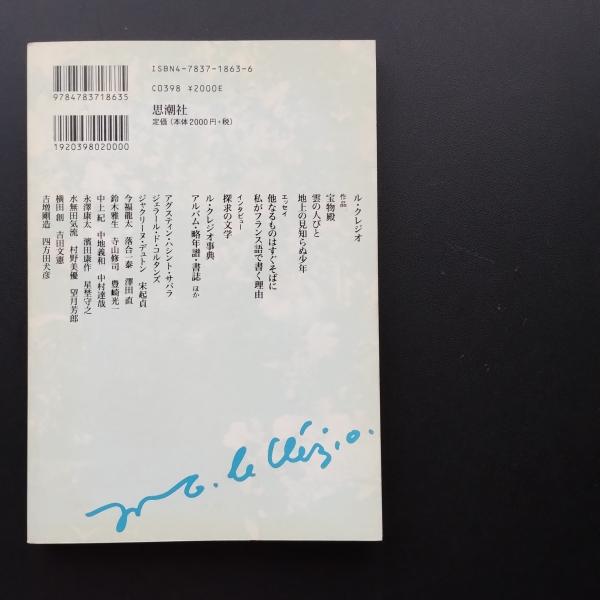 ISBN4-7837-1863-6
C0398 ¥2000E
思潮社
定価(本体2000円+税)
9784783718635
1920398020000
ル・クレジオ
作品
宝物殿
雲の人びと
地上の見知らぬ少年
エッセイ
他なるものはすぐそばに
私がフランス語で書く理由
インタビュー
探求の文学
ル・クレジオ事典
アルバム・略年譜・書誌 ほか
アグスティン・ハシント・サバラ
ジェラール・ド・コルタンズ
ジャクリーヌ・デュトン 宋起貞
今福龍太 落合一泰 澤田直
鈴木雅生 寺山修司 豊崎光一
中上紀 中地義和 中村達哉
永澤康太 濱田康作 星埜守之
水無田気流 村野美優 望月芳郎
横田創 吉田文憲
吉増剛造 四方田犬彦
J.M.G. le Clézio.